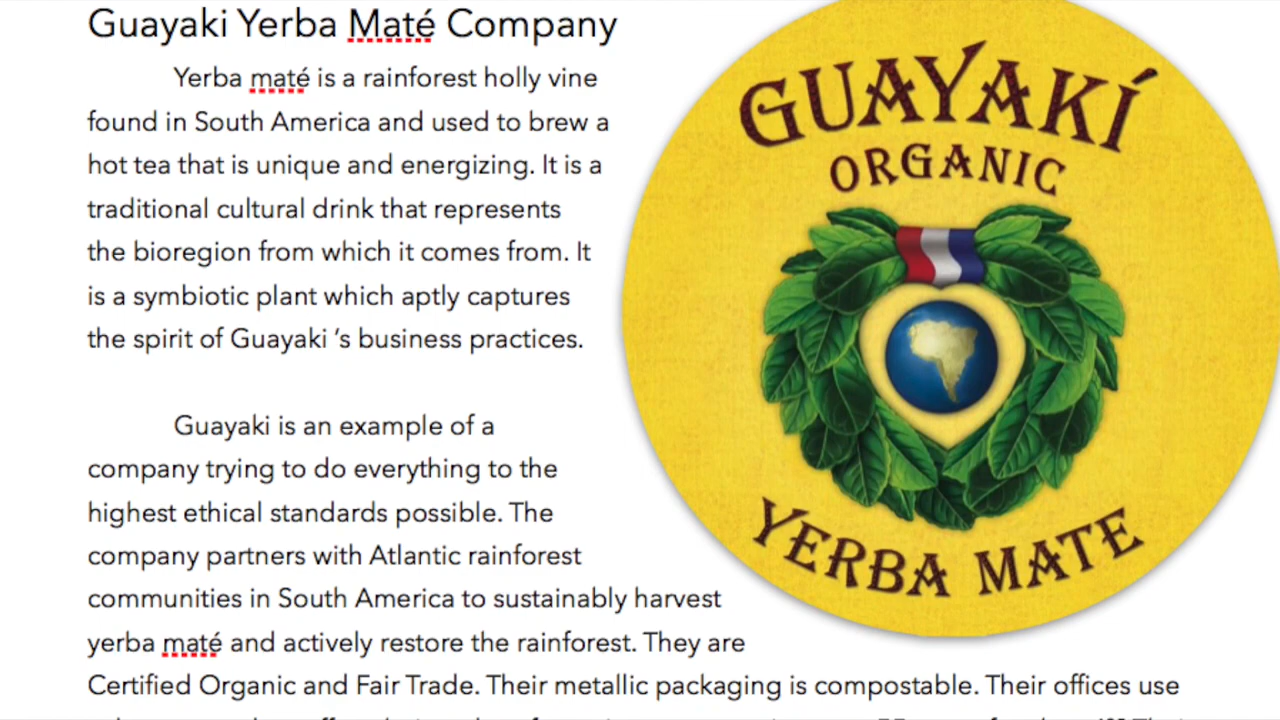 Guayaki Yerba Maté Company
Yerba maté is a rainforest holly vine
found in South America and used to brew a
hot tea that is unique and energizing. It is a
traditional cultural drink that represents
the bioregion from which it comes from. It
is a symbiotic plant which aptly captures
the spirit of Guayaki ’s business practices.
Guayaki is an example of a
company trying to do everything to the
highest ethical standards possible. The
company partners with Atlantic rainforest
communities in South America to sustainably harvest
yerba maté and actively restore the rainforest. They are
Certified Organic and Fair Trade. Their metallic packaging is compostable. Their offices use
GUAYAKÍ
ORGANIC
YERBA MATE